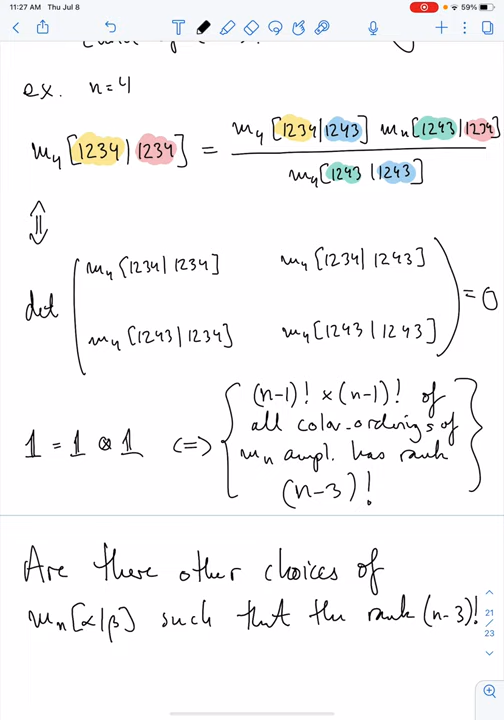 11:27 AM Thu Jul 8
59%
ex. n=4
m₄[1234|1234] = m₄[1234|1243] mₙ[1243|1234] / m₄[1243|1243]
⇕
det ( m₄[1234|1234] m₄[1234|1243]
m₄[1243|1234] m₄[1243|1243] ) = 0
𝟙 = 𝟙 ⊗ 𝟙 <=> { (n-1)! × (n-1)! of
all color-orderings of
mₙ ampl. has rank
(n-3)! }
Are there other choices of
mₙ[α|β] such that the rank (n-3)!
21
/
23